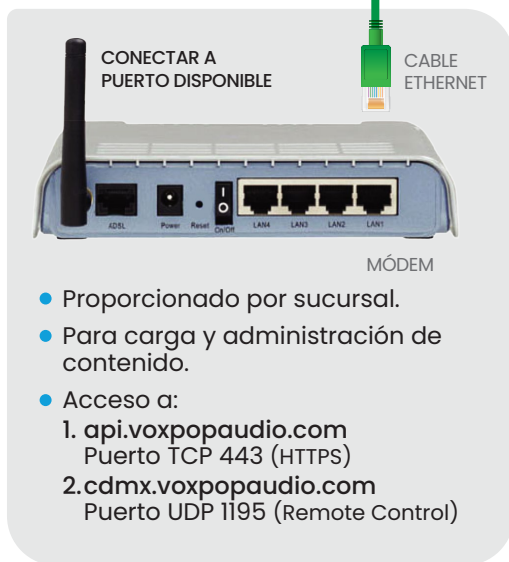 CONECTAR A
PUERTO DISPONIBLE
CABLE
ETHERNET
ADSL
Power
Reset
On/Off
LAN4
LAN3
LAN2
LAN1
MÓDEM
Proporcionado por sucursal.
Para carga y administración de
contenido.
Acceso a:
1. api.voxpopaudio.com
Puerto TCP 443 (HTTPS)
2.cdmx.voxpopaudio.com
Puerto UDP 1195 (Remote Control)